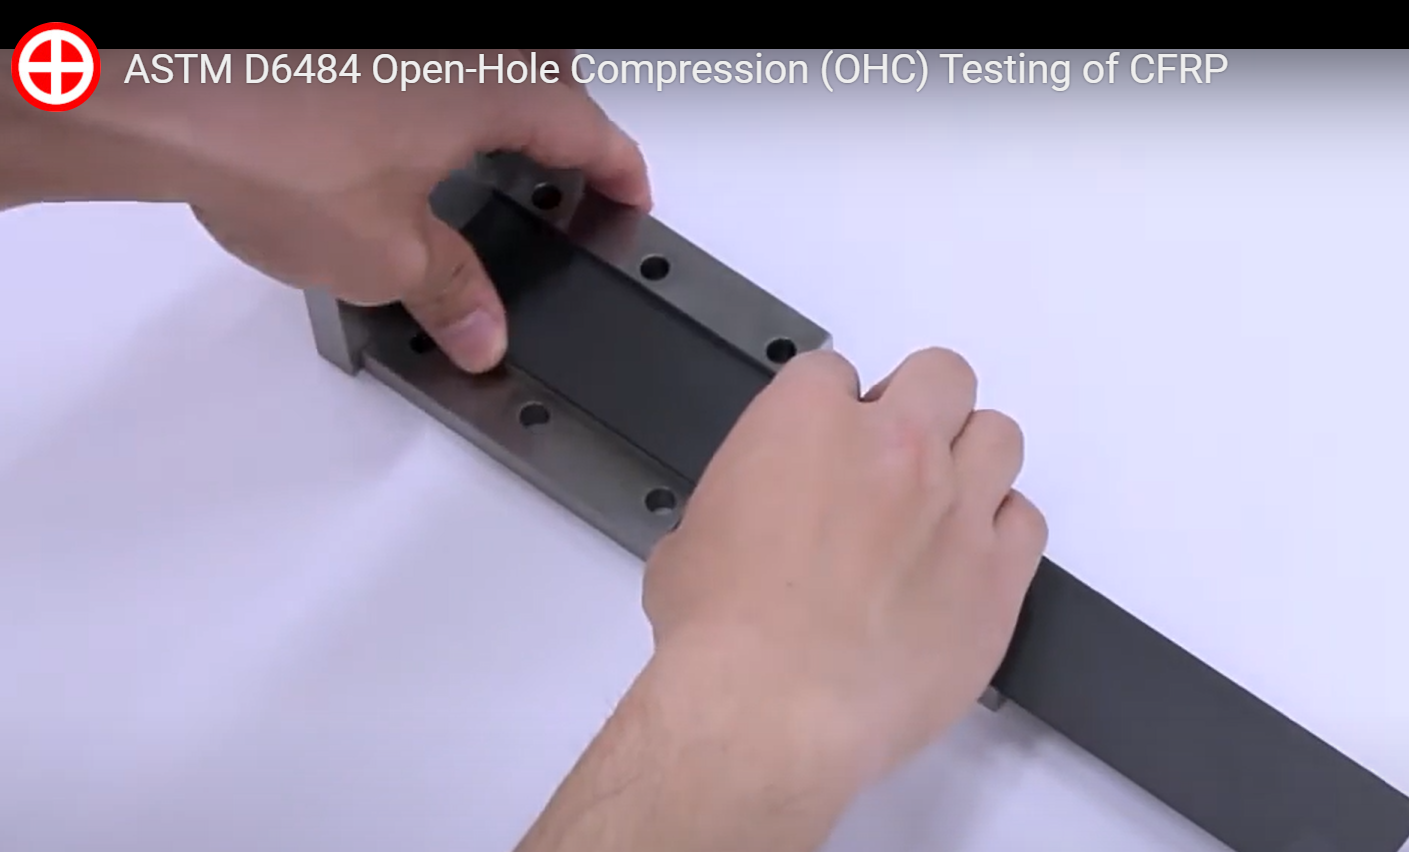 ASTM D6484 Open-Hole Compression (OHC) Testing of CFRP